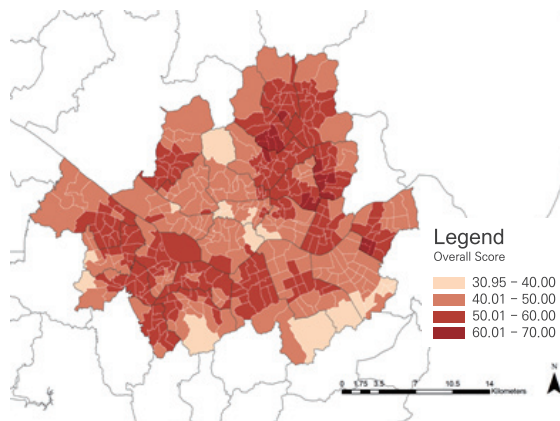 Legend
Overall Score
30.95 – 40.00
40.01 – 50.00
50.01 – 60.00
60.01 – 70.00
N
0 1.75 3.5 7 10.5 14
Kilometers